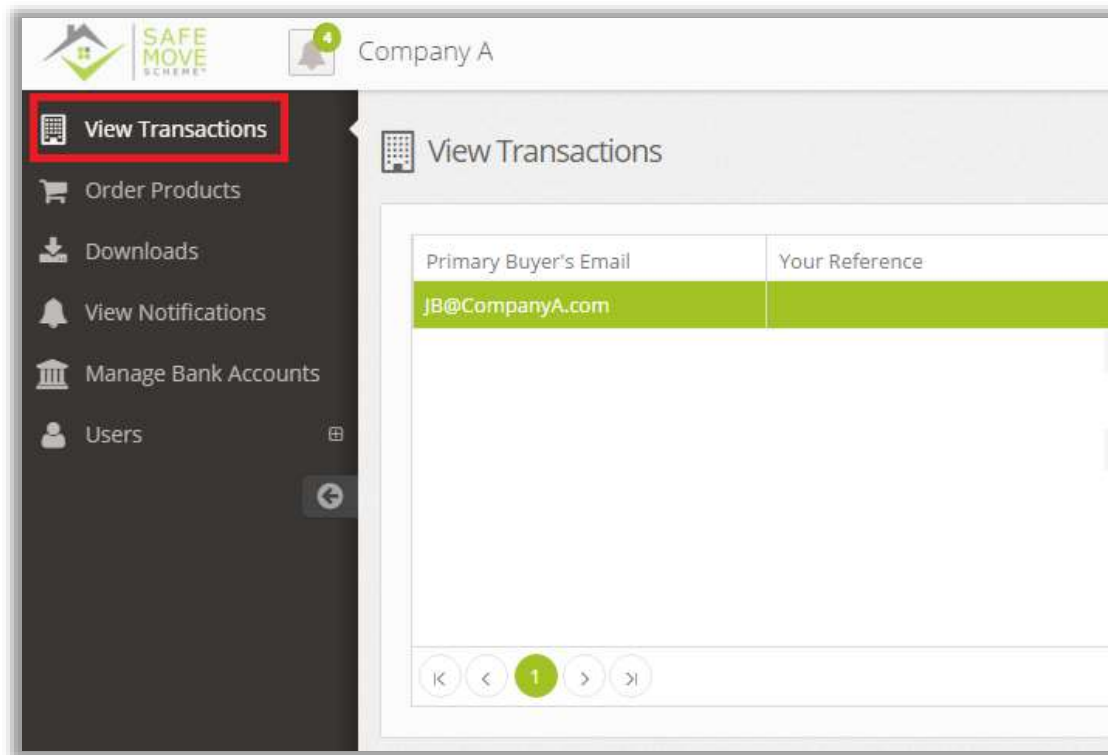 SAFE
MOVE
SCHEME
4
Company A
View Transactions
Order Products
Downloads
View Notifications
Manage Bank Accounts
Users
View Transactions
Primary Buyer's Email Your Reference
JB@CompanyA.com
1